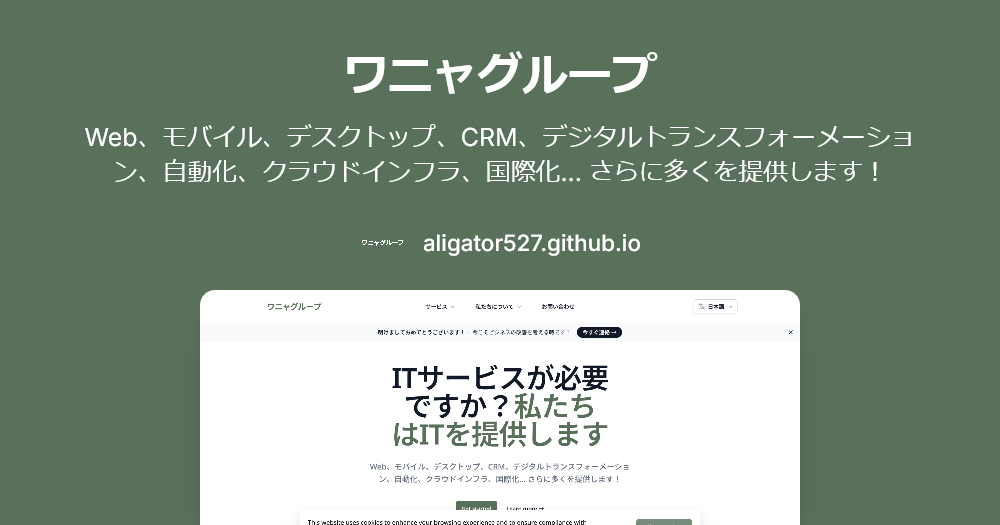 ワニャグループ
Web、モバイル、デスクトップ、CRM、デジタルトランスフォーメーショ
ン、自動化、クラウドインフラ、国際化... さらに多くを提供します！
ワニャグループ aligator527.github.io
ワニャグループ サービス 私たちについて お問い合わせ 日本語
明けましておめでとうございます！ · 今こそビジネスの改善を考える時です！ 今すぐ連絡 → ×
ITサービスが必要
ですか？私たち
はITを提供します
Web、モバイル、デスクトップ、CRM、デジタルトランスフォーメーショ
ン、自動化、クラウドインフラ、国際化... さらに多くを提供します！
Get started Learn more →
This website uses cookies to enhance your browsing experience and to ensure compliance with